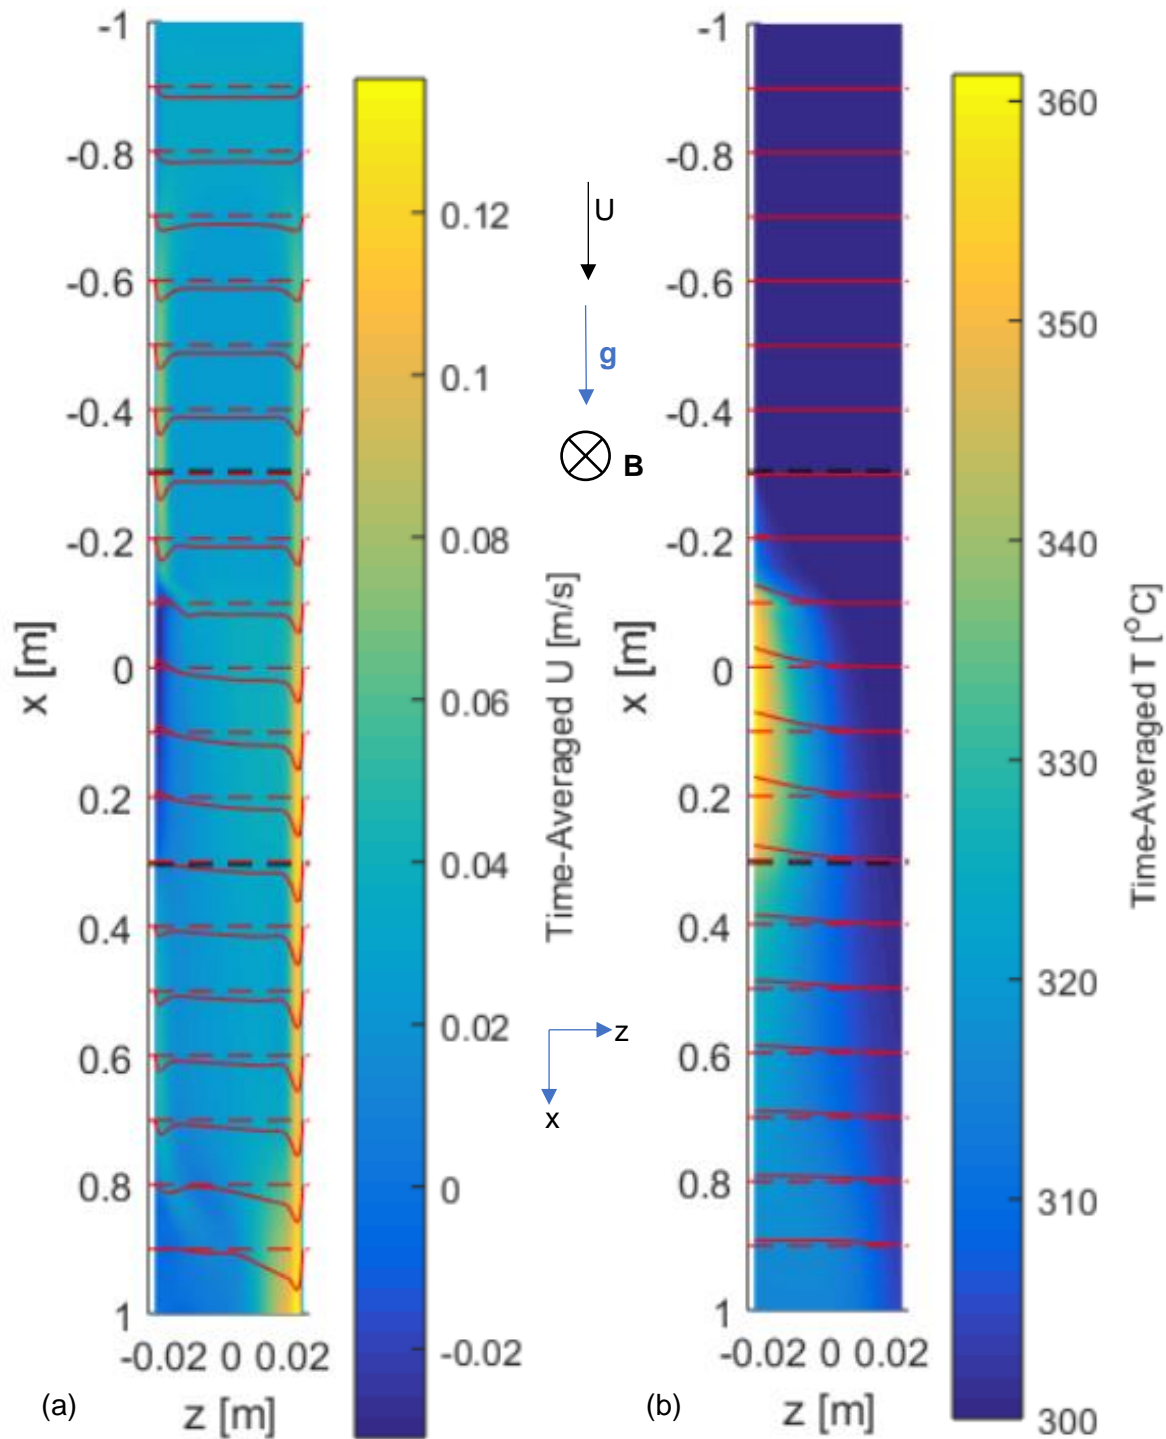 -1
-0.8
-0.6
-0.4
-0.2
0
0.2
0.4
0.6
0.8
1
x [m]
-0.02 0 0.02
z [m]
(a)
0.12
0.1
0.08
0.06
0.04
0.02
0
-0.02
Time-Averaged U [m/s]
U
g
B
z
x
-1
-0.8
-0.6
-0.4
-0.2
0
0.2
0.4
0.6
0.8
1
x [m]
-0.02 0 0.02
z [m]
(b)
360
350
340
330
320
310
300
Time-Averaged T [°C]